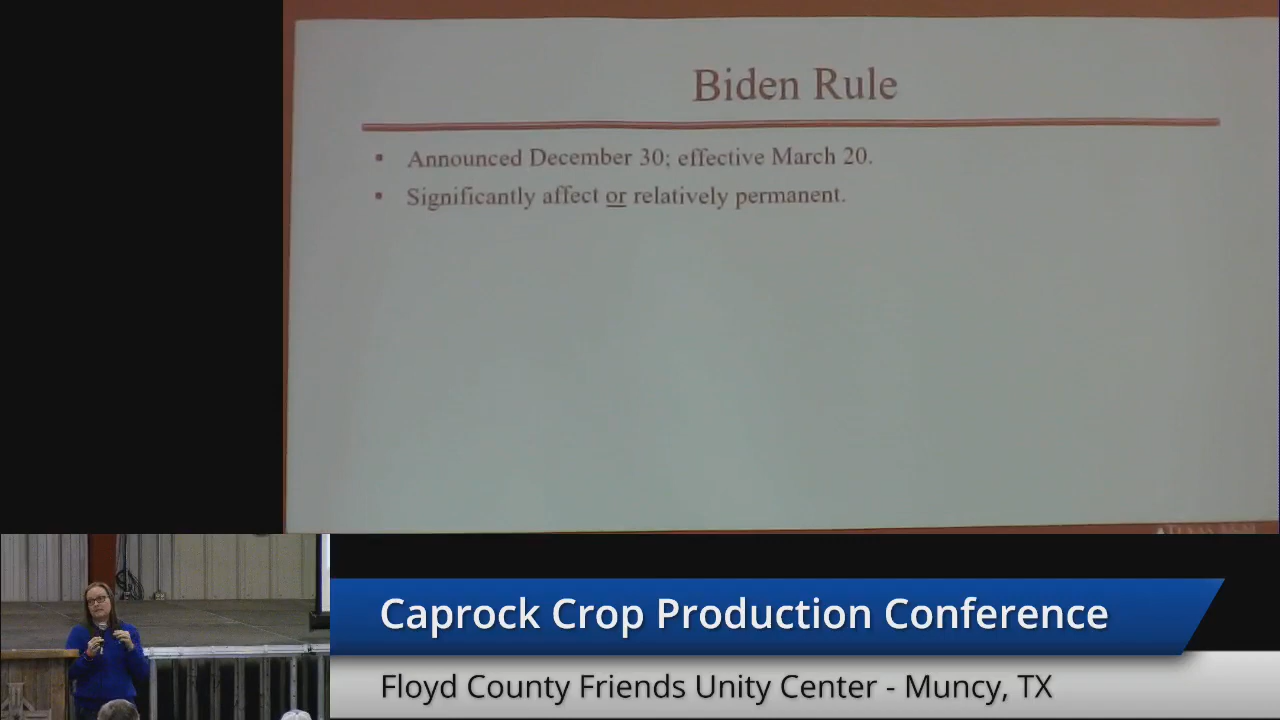 Biden Rule
• Announced December 30; effective March 20.
• Significantly affect or relatively permanent.
Caprock Crop Production Conference
Floyd County Friends Unity Center - Muncy, TX